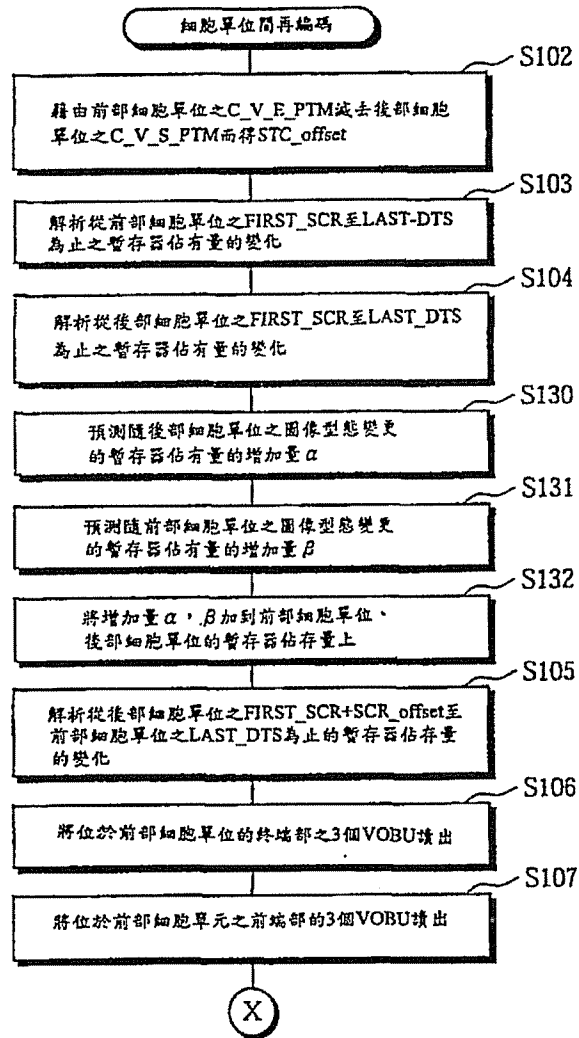 細胞單位間再編碼
S102
藉由前部細胞單位之C_V_E_PTM減去後部細胞
單位之C_V_S_PTM而得STC_offset
S103
解析從前部細胞單位之FIRST_SCR至LAST-DTS
為止之暫存器佔有量的變化
S104
解析從後部細胞單位之FIRST_SCR至LAST_DTS
為止之暫存器佔有量的變化
S130
預測隨後部細胞單位之圖像型態變更
的暫存器佔有量的增加量α
S131
預測隨前部細胞單位之圖像型態變更
的暫存器佔有量的增加量β
S132
將增加量α,β加到前部細胞單位、
後部細胞單位的暫存器佔存量上
S105
解析從後部細胞單位之FIRST_SCR+SCR_offset至
前部細胞單位之LAST_DTS為止的暫存器佔存量
的變化
S106
將位於前部細胞單位的終端部之3個VOBU讀出
S107
將位於前部細胞單元之前端部的3個VOBU讀出
X